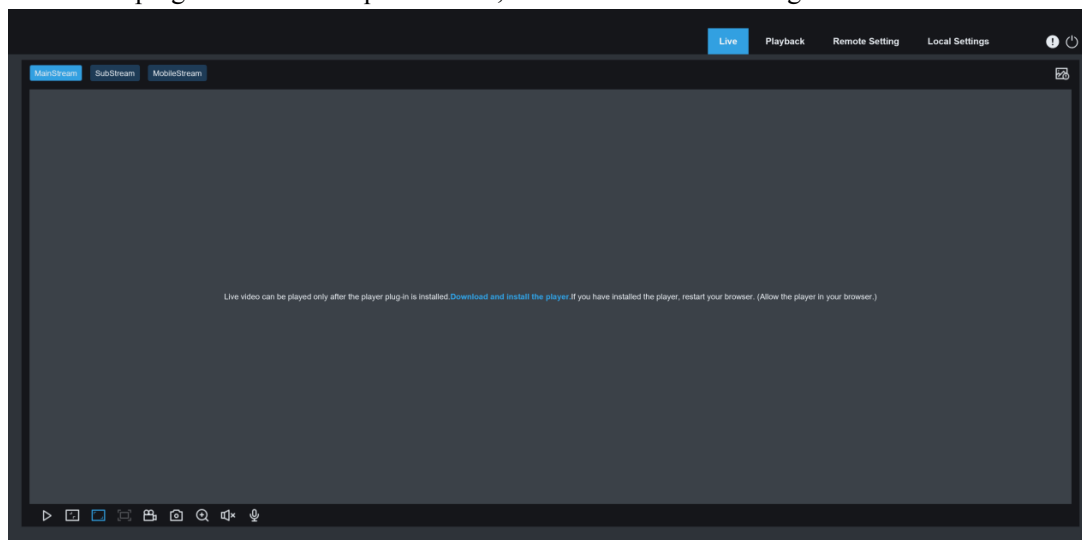 Live Playback Remote Setting Local Settings
MainStream SubStream MobileStream
Live video can be played only after the player plug-in is installed.Download and install the player.If you have installed the player, restart your browser. (Allow the player in your browser.)